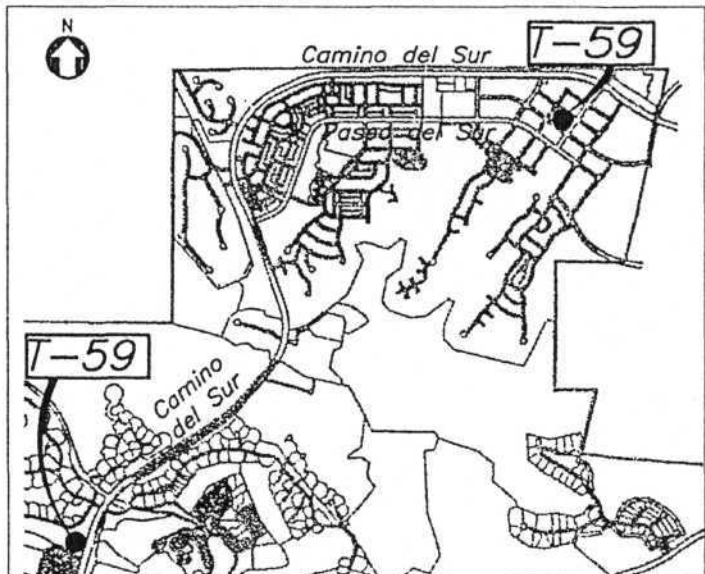 N
Camino del Sur
T-59
Paseo del Sur
T-59
Camino
del Sur